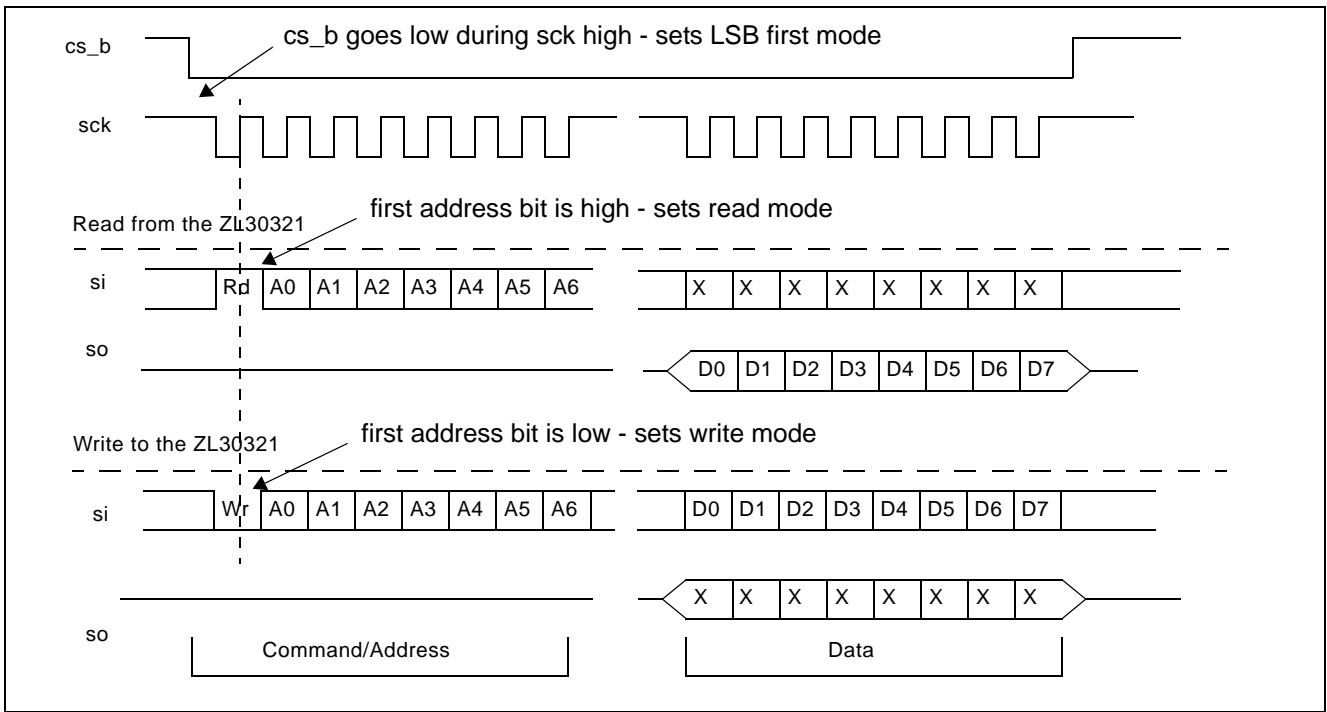 cs_b goes low during sck high - sets LSB first mode
cs_b
sck
first address bit is high - sets read mode
Read from the ZL30321
si Rd A0 A1 A2 A3 A4 A5 A6 X X X X X X X X
so D0 D1 D2 D3 D4 D5 D6 D7
first address bit is low - sets write mode
Write to the ZL30321
si Wr A0 A1 A2 A3 A4 A5 A6 D0 D1 D2 D3 D4 D5 D6 D7
X X X X X X X X
so
Command/Address Data